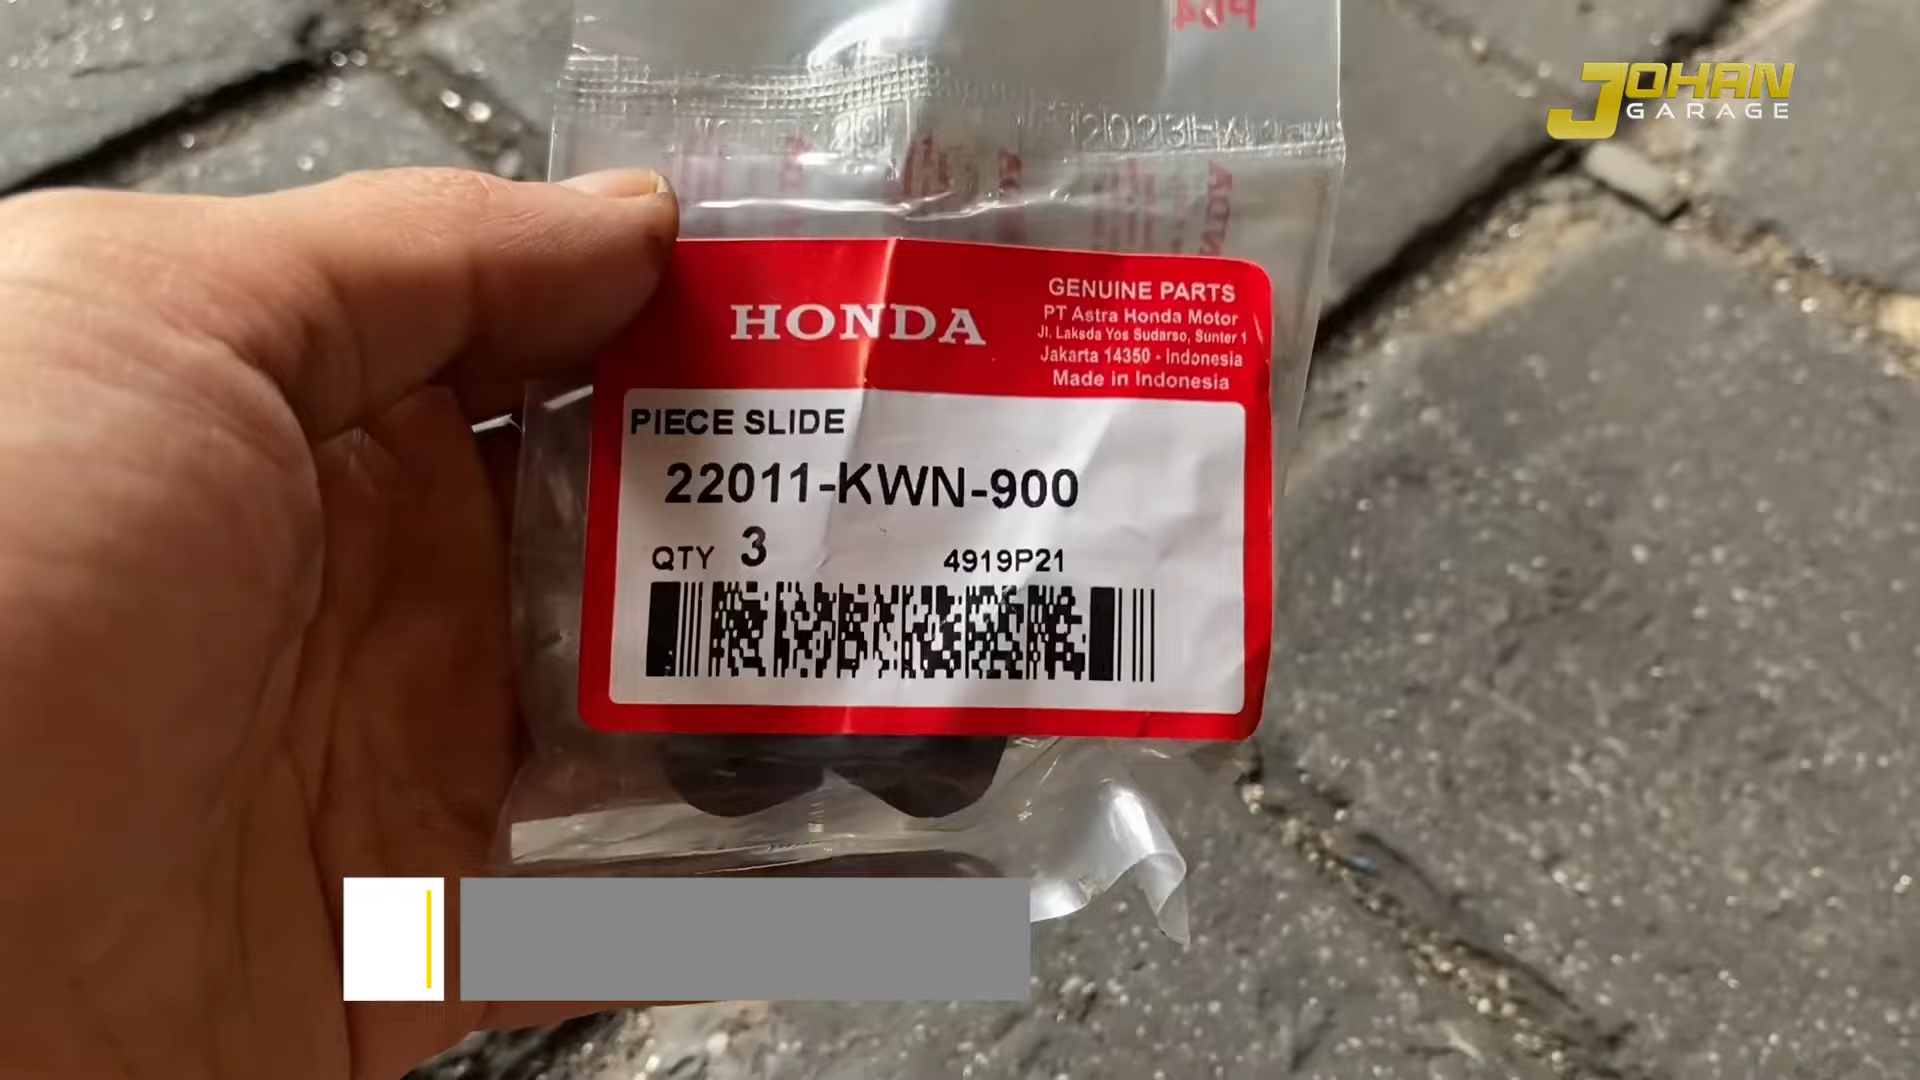 JOHAN
GARAGE
HONDA
GENUINE PARTS
PT Astra Honda Motor
Jl. Laksda Yos Sudarso, Sunter 1
Jakarta 14350 - Indonesia
Made in Indonesia
PIECE SLIDE
22011-KWN-900
QTY 3
4919P21